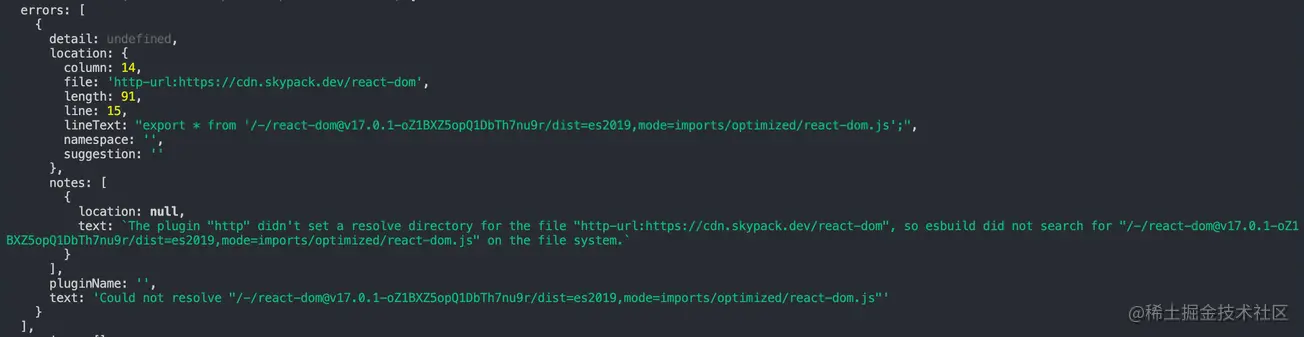 errors: [
{
detail: undefined,
location: {
column: 14,
file: 'http-url:https://cdn.skypack.dev/react-dom',
length: 91,
line: 15,
lineText: "export * from '/-/react-dom@v17.0.1-oZ1BXZ5opQ1DbTh7nu9r/dist=es2019,mode=imports/optimized/react-dom.js';",
namespace: '',
suggestion: ''
},
notes: [
{
location: null,
text: `The plugin "http" didn't set a resolve directory for the file "http-url:https://cdn.skypack.dev/react-dom", so esbuild did not search for "/-/react-dom@v17.0.1-oZ1
BXZ5opQ1DbTh7nu9r/dist=es2019,mode=imports/optimized/react-dom.js" on the file system.`
}
],
pluginName: '',
text: 'Could not resolve "/-/react-dom@v17.0.1-oZ1BXZ5opQ1DbTh7nu9r/dist=es2019,mode=imports/optimized/react-dom.js"'
}
],
@稀土掘金技术社区